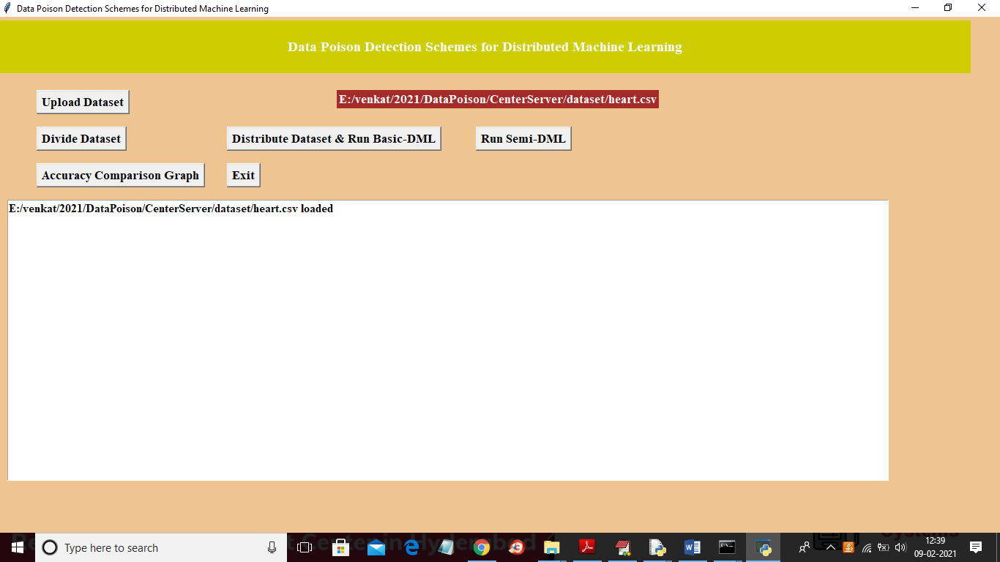 Data Poison Detection Schemes for Distributed Machine Learning
Data Poison Detection Schemes for Distributed Machine Learning
Upload Dataset
E:/venkat/2021/DataPoison/CenterServer/dataset/heart.csv
Divide Dataset
Distribute Dataset & Run Basic-DML
Run Semi-DML
Accuracy Comparison Graph
Exit
E:/venkat/2021/DataPoison/CenterServer/dataset/heart.csv loaded
Type here to search
12:39
09-02-2021